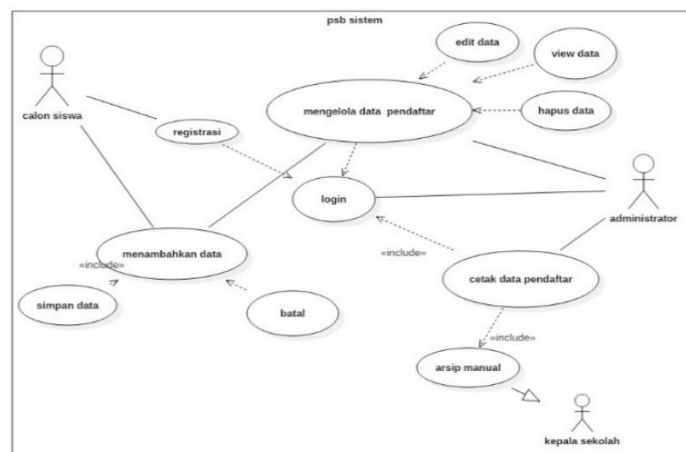 psb sistem
edit data
view data
calon siswa
mengelola data pendaftar
hapus data
registrasi
login
administrator
menambahkan data
«include»
«include»
cetak data pendaftar
simpan data
batal
«include»
arsip manual
kepala sekolah